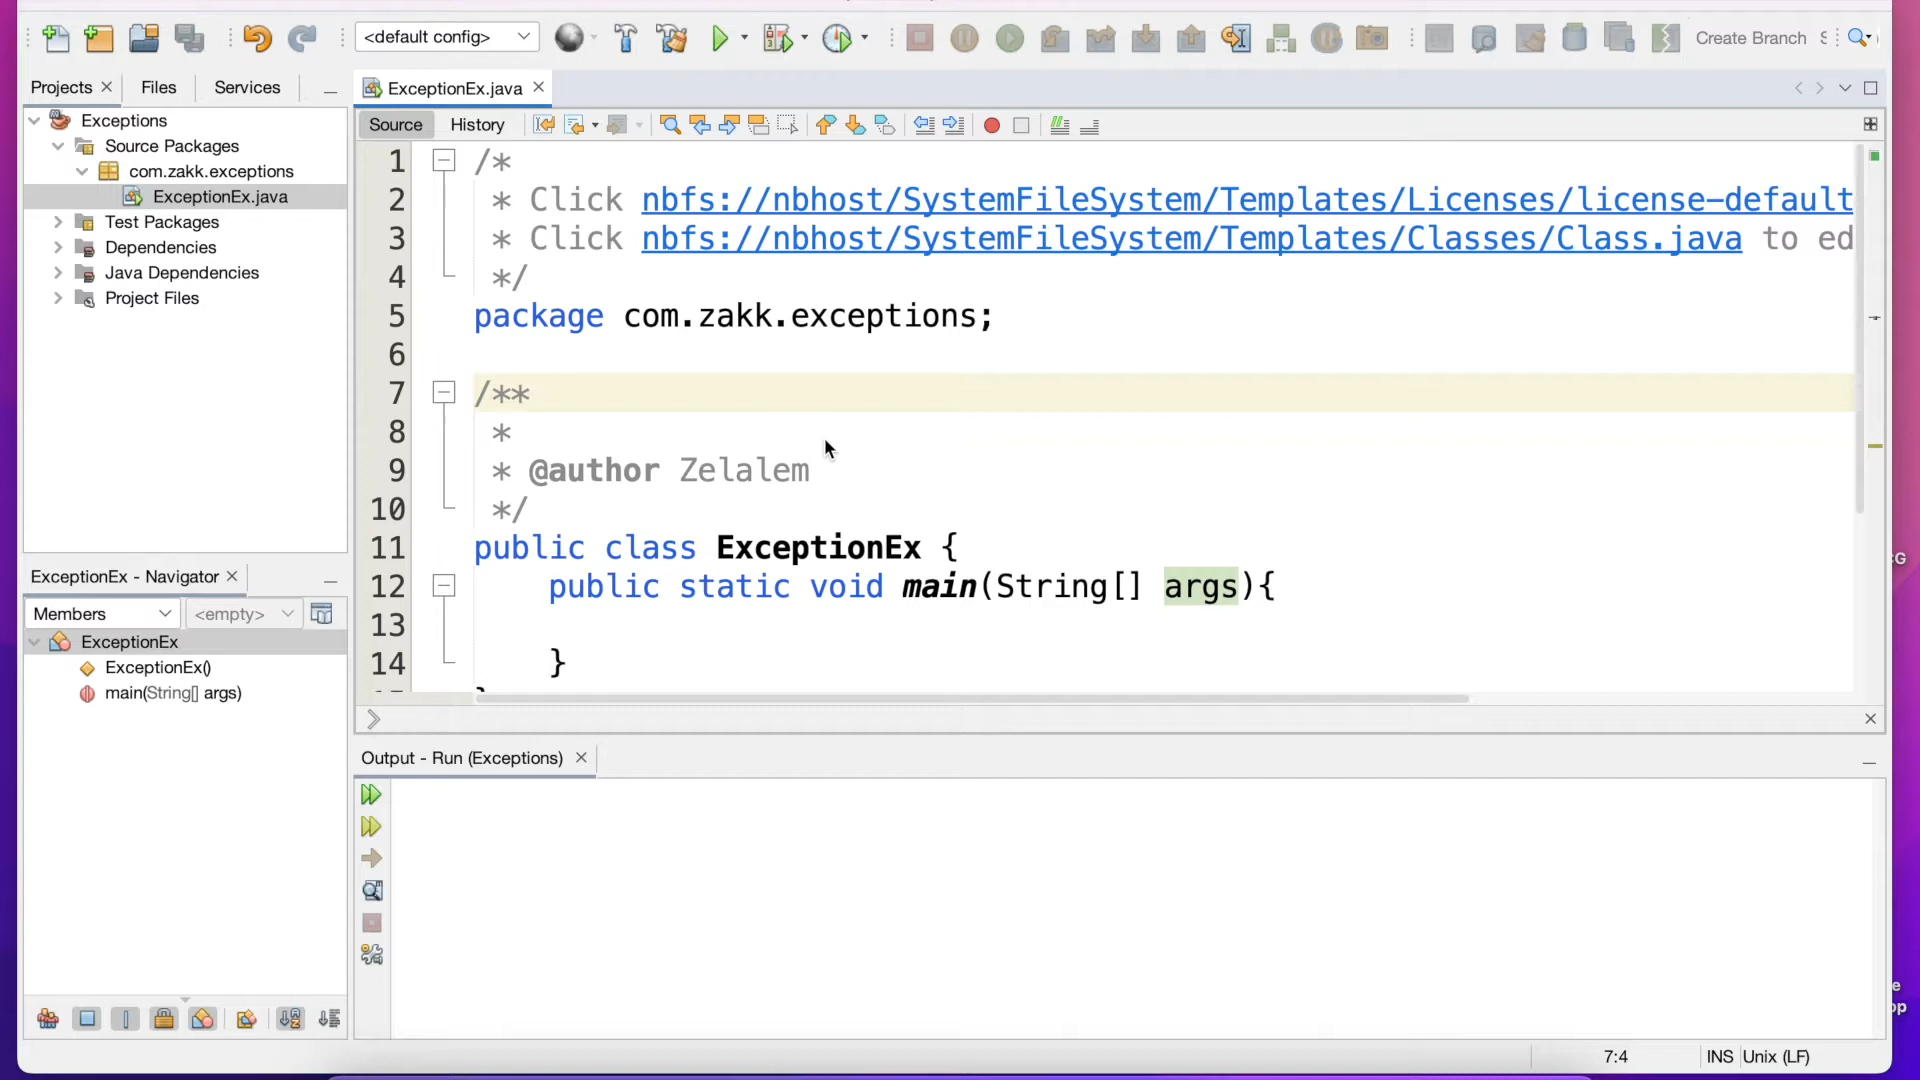 <default config>
Create Branch
Projects
Files
Services
ExceptionEx.java
Exceptions
Source Packages
com.zakk.exceptions
ExceptionEx.java
Test Packages
Dependencies
Java Dependencies
Project Files
Source
History
1 /*
2 * Click nbfs://nbhost/SystemFileSystem/Templates/Licenses/license-default
3 * Click nbfs://nbhost/SystemFileSystem/Templates/Classes/Class.java to ed
4 */
5 package com.zakk.exceptions;
6
7 /**
8 *
9 * @author Zelalem
10 */
11 public class ExceptionEx {
12 public static void main(String[] args){
13
14 }
ExceptionEx - Navigator
Members
<empty>
ExceptionEx
ExceptionEx()
main(String[] args)
Output - Run (Exceptions)
7:4
INS
Unix (LF)